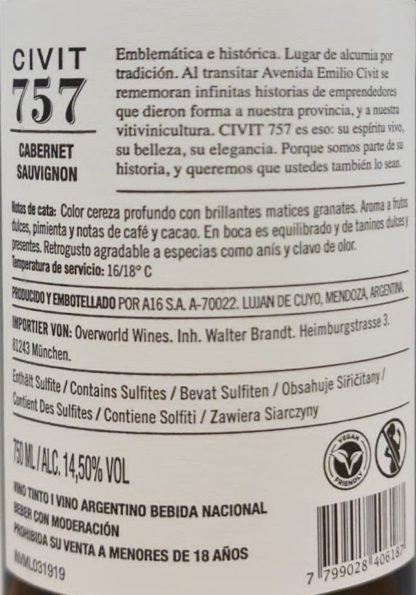 CIVIT
757
CABERNET
SAUVIGNON
Emblemática e histórica. Lugar de alcurnia por
tradición. Al transitar Avenida Emilio Civit se
rememoran infinitas historias de emprendedores
que dieron forma a nuestra provincia, y a nuestra
vitivinicultura. CIVIT 757 es eso: su espíritu vivo,
su belleza, su elegancia. Porque somos parte de su
historia, y queremos que ustedes también lo sean.
Notas de cata: Color cereza profundo con brillantes matices granates. Aroma a frutos
dulces, pimienta y notas de café y cacao. En boca es equilibrado y de taninos dulces y
presentes. Retrogusto agradable a especias como anís y clavo de olor.
Temperatura de servicio: 16/18° C
PRODUCIDO Y EMBOTELLADO POR A16 S.A. A-70022. LUJAN DE CUYO, MENDOZA, ARGENTINA
IMPORTIER VON: Overworld Wines. Inh. Walter Brandt. Heimburgstrasse 3.
81243 München.
Enthält Sulfite / Contains Sulfites / Bevat Sulfiten / Obsahuje Siřičitany /
Contient Des Sulfites / Contiene Solfiti / Zawiera Siarczyny
750 ML / ALC. 14,50% VOL
VEGAN
FRIENDLY
VINO TINTO I VINO ARGENTINO BEBIDA NACIONAL
BEBER CON MODERACIÓN
PROHIBIDA SU VENTA A MENORES DE 18 AÑOS
INVML031919
7 799028 406187